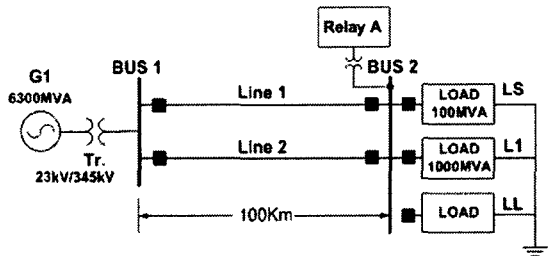 Relay A
G1
6300MVA
BUS 1
BUS 2
Line 1
LOAD
100MVA
LS
Tr.
23kV/345kV
Line 2
LOAD
1000MVA
L1
100Km
LOAD
LL